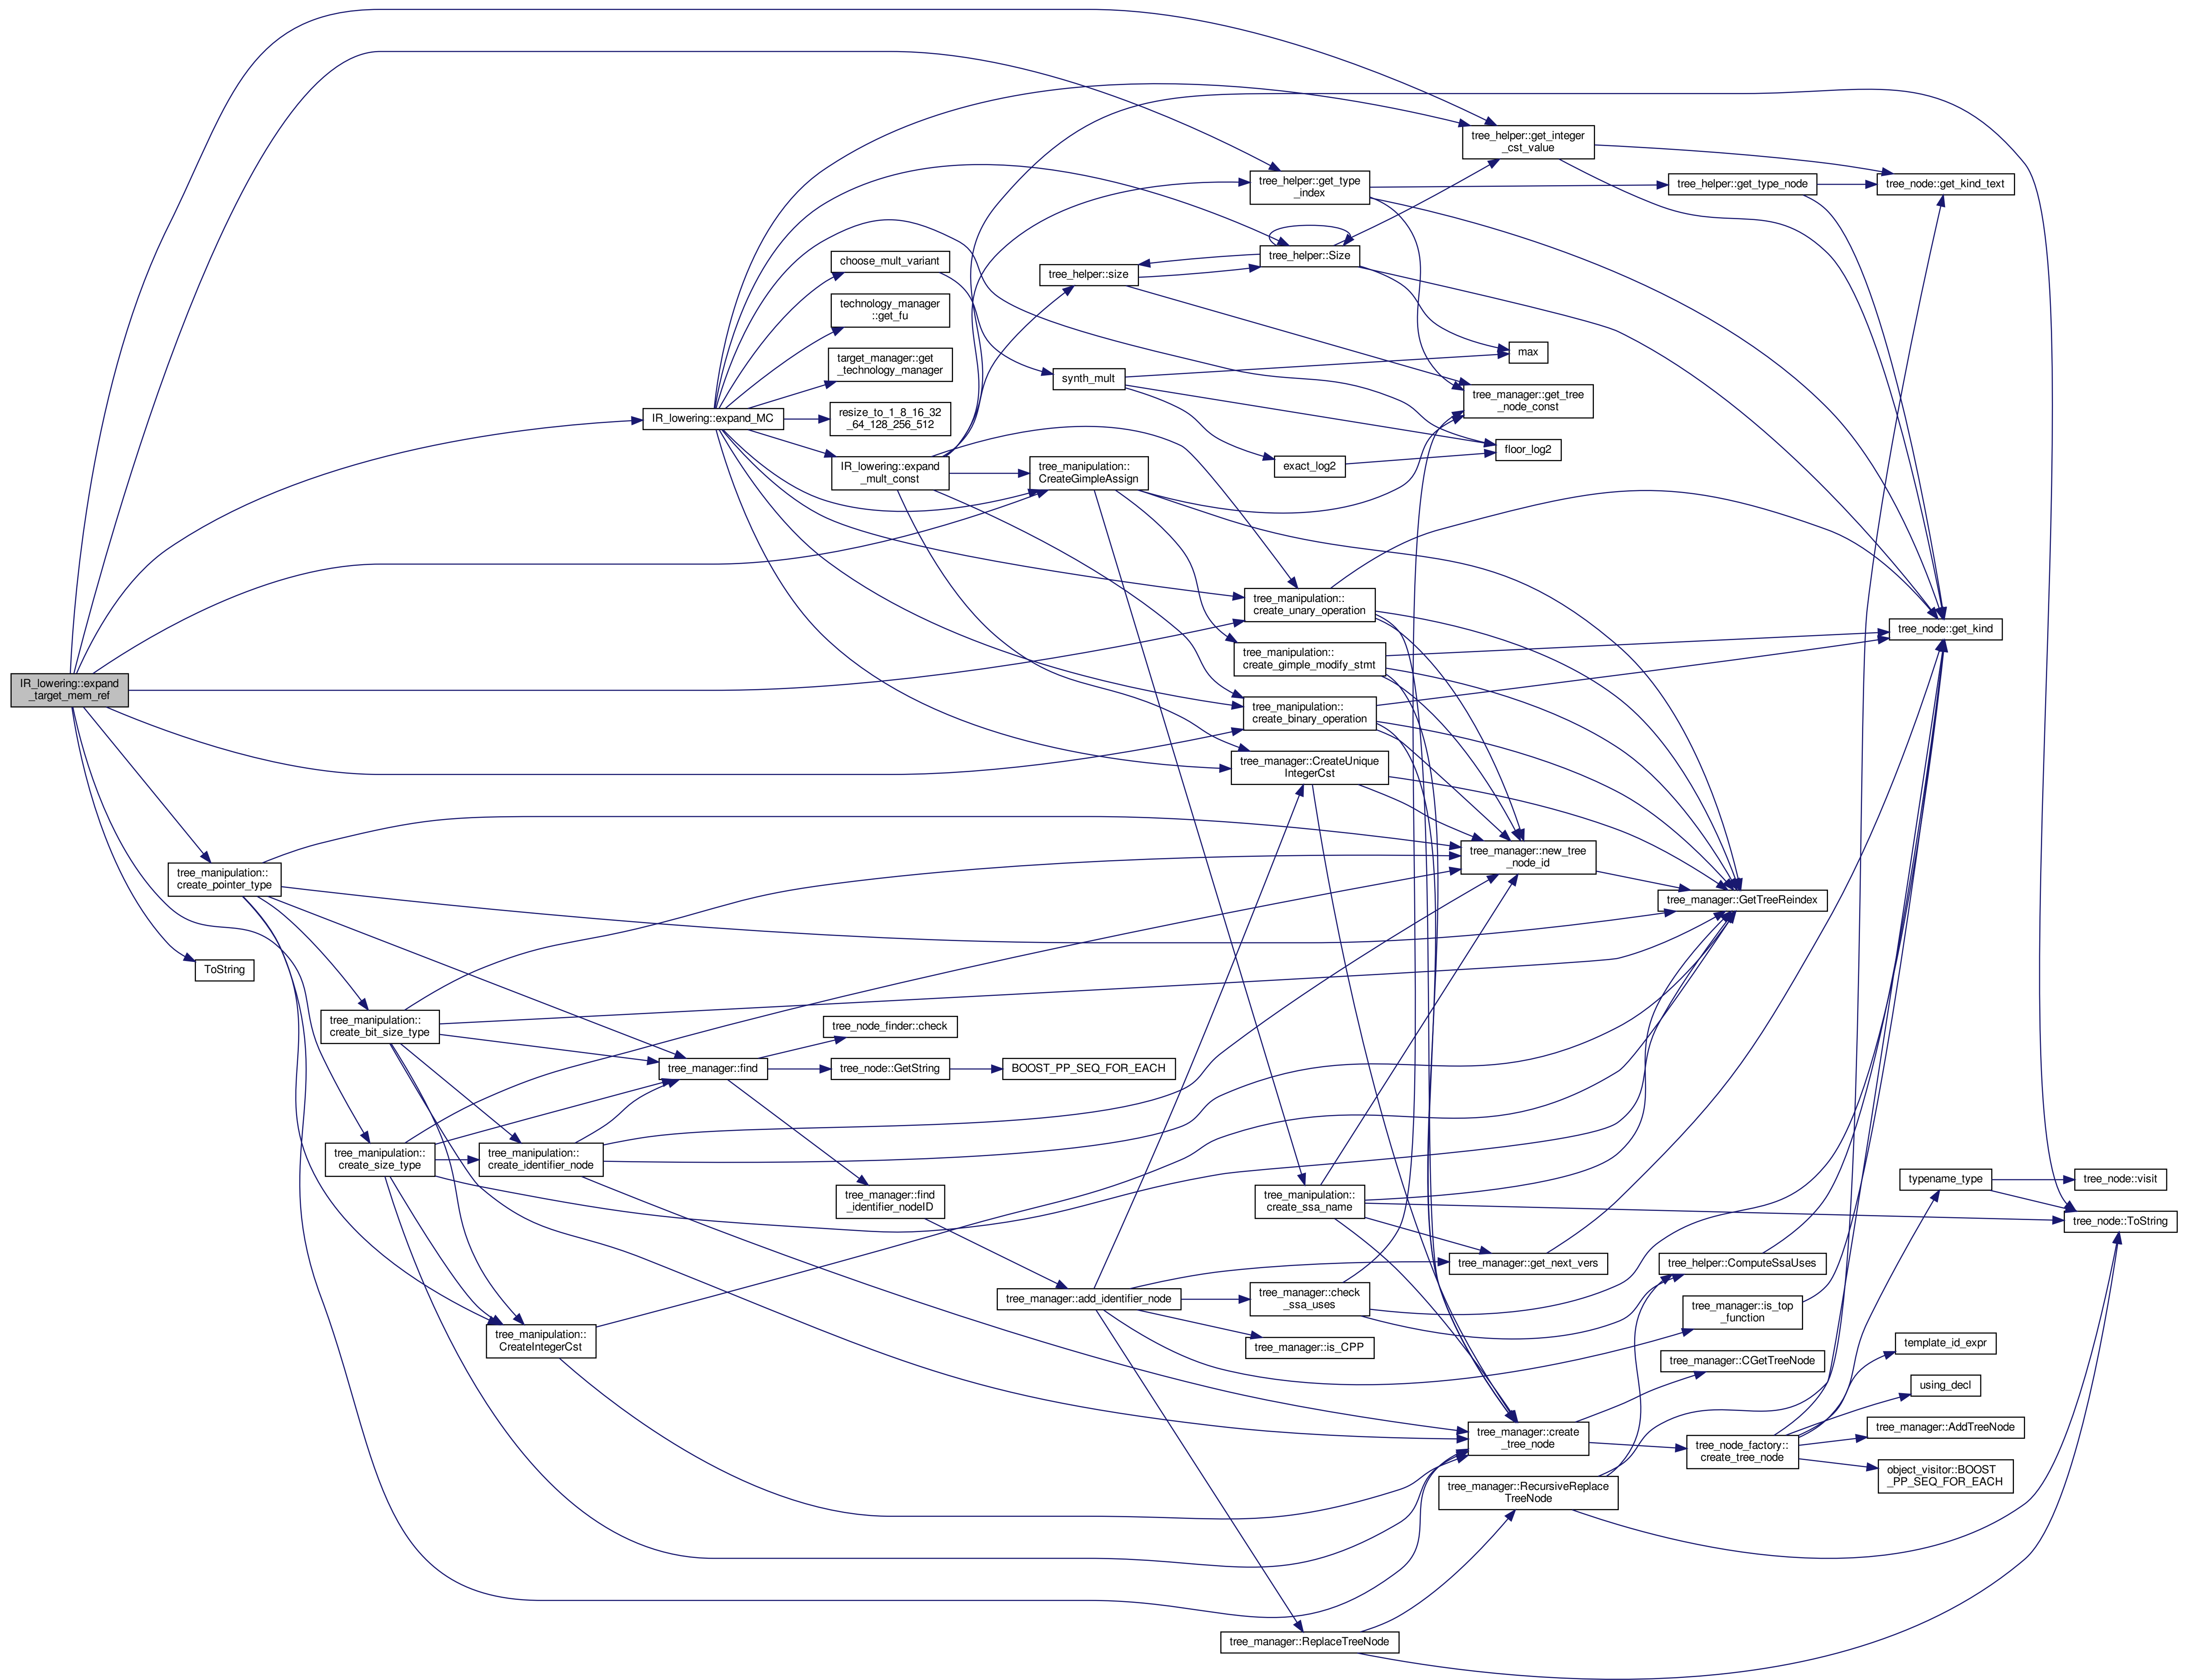 IR_lowering::expand
_target_mem_ref
tree_manipulation::
create_pointer_type
ToString
tree_manipulation::
create_bit_size_type
tree_manipulation::
create_size_type
tree_manipulation::
create_identifier_node
tree_manipulation::
CreateIntegerCst
IR_lowering::expand_MC
tree_manager::find
choose_mult_variant
technology_manager
::get_fu
target_manager::get
_technology_manager
resize_to_1_8_16_32
_64_128_256_512
IR_lowering::expand
_mult_const
tree_node_finder::check
tree_node::GetString
tree_manager::find
_identifier_nodeID
tree_helper::size
synth_mult
tree_manipulation::
CreateGimpleAssign
BOOST_PP_SEQ_FOR_EACH
tree_manager::add_identifier_node
tree_helper::get_type
_index
tree_helper::Size
exact_log2
tree_manipulation::
create_unary_operation
tree_manipulation::
create_gimple_modify_stmt
tree_manipulation::
create_binary_operation
tree_manager::CreateUnique
IntegerCst
tree_manipulation::
create_ssa_name
tree_manager::check
_ssa_uses
tree_manager::is_CPP
tree_manager::ReplaceTreeNode
tree_helper::get_integer
_cst_value
max
tree_manager::get_tree
_node_const
floor_log2
tree_manager::new_tree
_node_id
tree_manager::get_next_vers
tree_manager::create
_tree_node
tree_manager::RecursiveReplace
TreeNode
tree_helper::get_type_node
tree_manager::GetTreeReindex
tree_helper::ComputeSsaUses
tree_manager::is_top
_function
tree_manager::CGetTreeNode
tree_node_factory::
create_tree_node
tree_node::get_kind_text
tree_node::get_kind
typename_type
template_id_expr
using_decl
tree_manager::AddTreeNode
object_visitor::BOOST
_PP_SEQ_FOR_EACH
tree_node::visit
tree_node::ToString